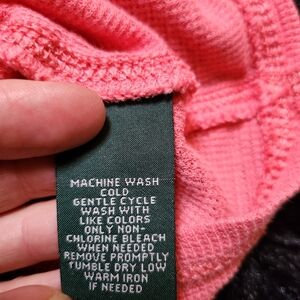 MACHINE WASH
COLD
GENTLE CYCLE
WASH WITH
LIKE COLORS
ONLY NON-
CHLORINE BLEACH
WHEN NEEDED
REMOVE PROMPTLY
TUMBLE DRY LOW
WARM IRON
IF NEEDED